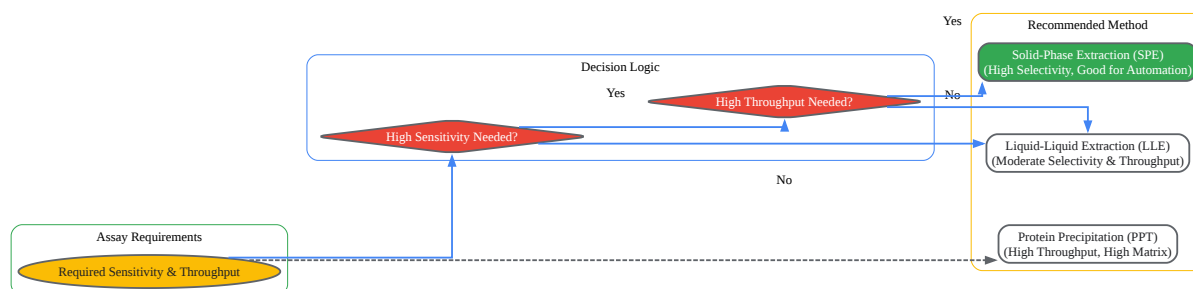 Yes
Recommended Method
Solid-Phase Extraction (SPE)
(High Selectivity, Good for Automation)
Decision Logic
Yes
High Throughput Needed?
No
High Sensitivity Needed?
Liquid-Liquid Extraction (LLE)
(Moderate Selectivity & Throughput)
No
Assay Requirements
Required Sensitivity & Throughput
Protein Precipitation (PPT)
(High Throughput, High Matrix)